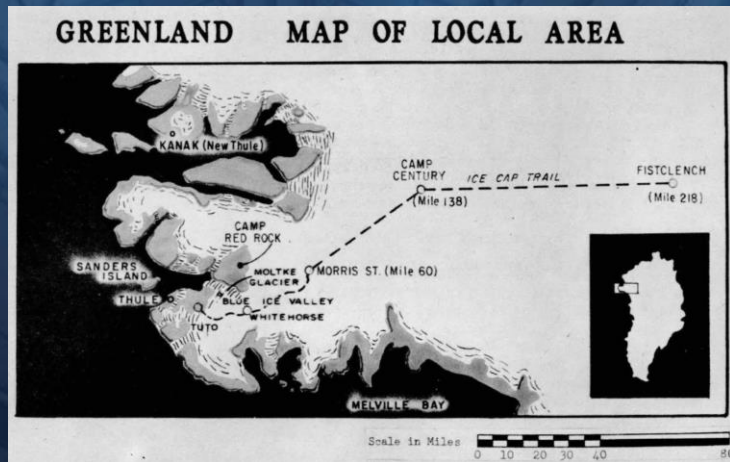 GREENLAND MAP OF LOCAL AREA
KANAK (New Thule)
CAMP
CENTURY
(Mile 138)
ICE CAP TRAIL
FISTCLENCH
(Mile 218)
CAMP
RED ROCK
SANDERS
ISLAND
MOLTKE
GLACIER
MORRIS ST. (Mile 60)
THULE
BLUE ICE VALLEY
TUTO
WHITEHORSE
MELVILLE BAY
Scale in Miles
0 10 20 30 40 80